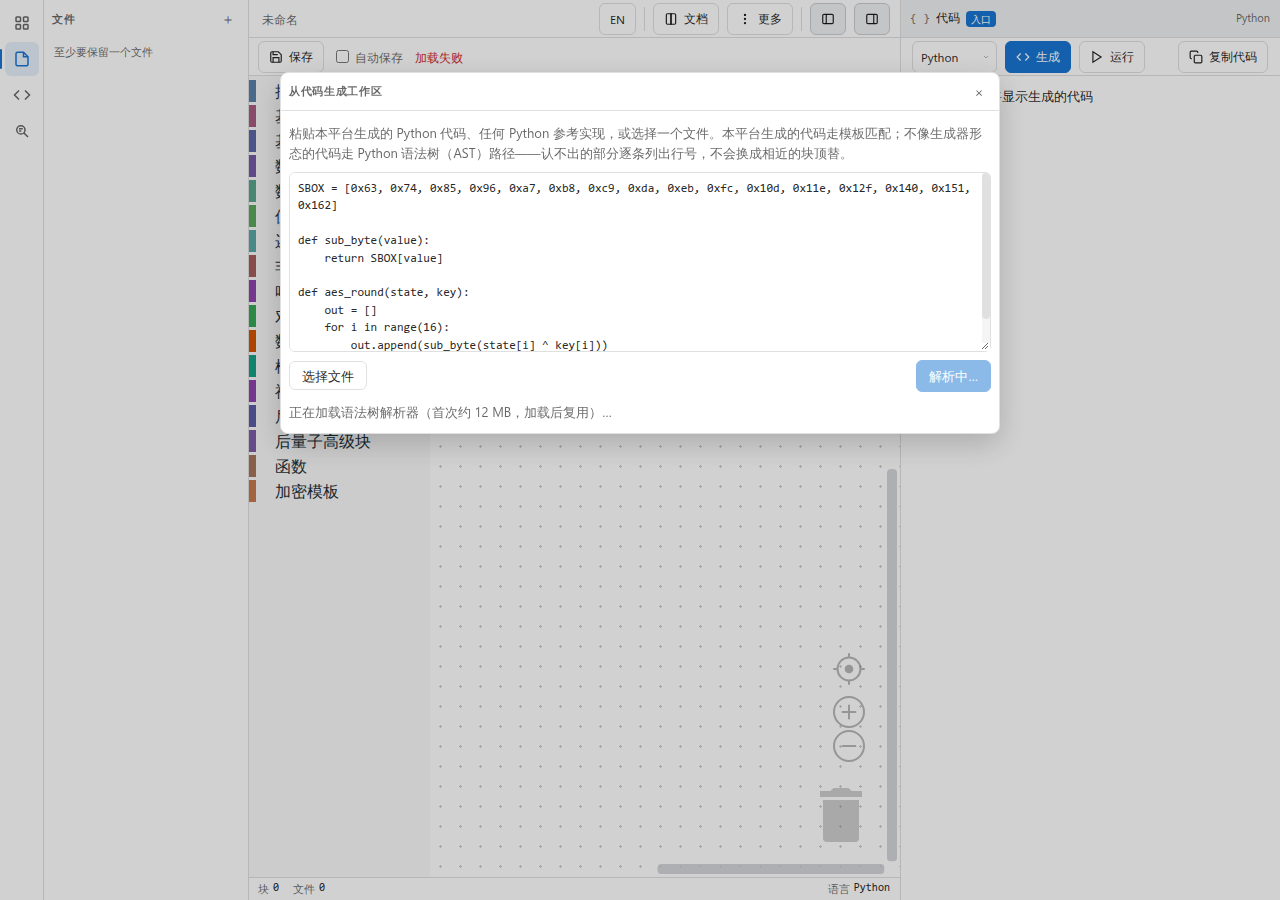 文件
+
未命名
EN
文档
更多
{ } 代码
入口
Python
至少要保留一个文件
保存
自动保存
加载失败
Python
生成
运行
复制代码
从代码生成工作区
×
显示生成的代码
粘贴本平台生成的 Python 代码、任何 Python 参考实现，或选择一个文件。本平台生成的代码走模板匹配；不像生成器形
态的代码走 Python 语法树（AST）路径——认不出的部分逐条列出行号，不会换成相近的块顶替。
SBOX = [0x63, 0x74, 0x85, 0x96, 0xa7, 0xb8, 0xc9, 0xda, 0xeb, 0xfc, 0x10d, 0x11e, 0x12f, 0x140, 0x151,
0x162]
def sub_byte(value):
    return SBOX[value]
def aes_round(state, key):
    out = []
    for i in range(16):
        out.append(sub_byte(state[i] ^ key[i]))
选择文件
解析中...
正在加载语法树解析器（首次约 12 MB，加载后复用）...
后量子高级块
函数
加密模板
块 0
文件 0
语言 Python